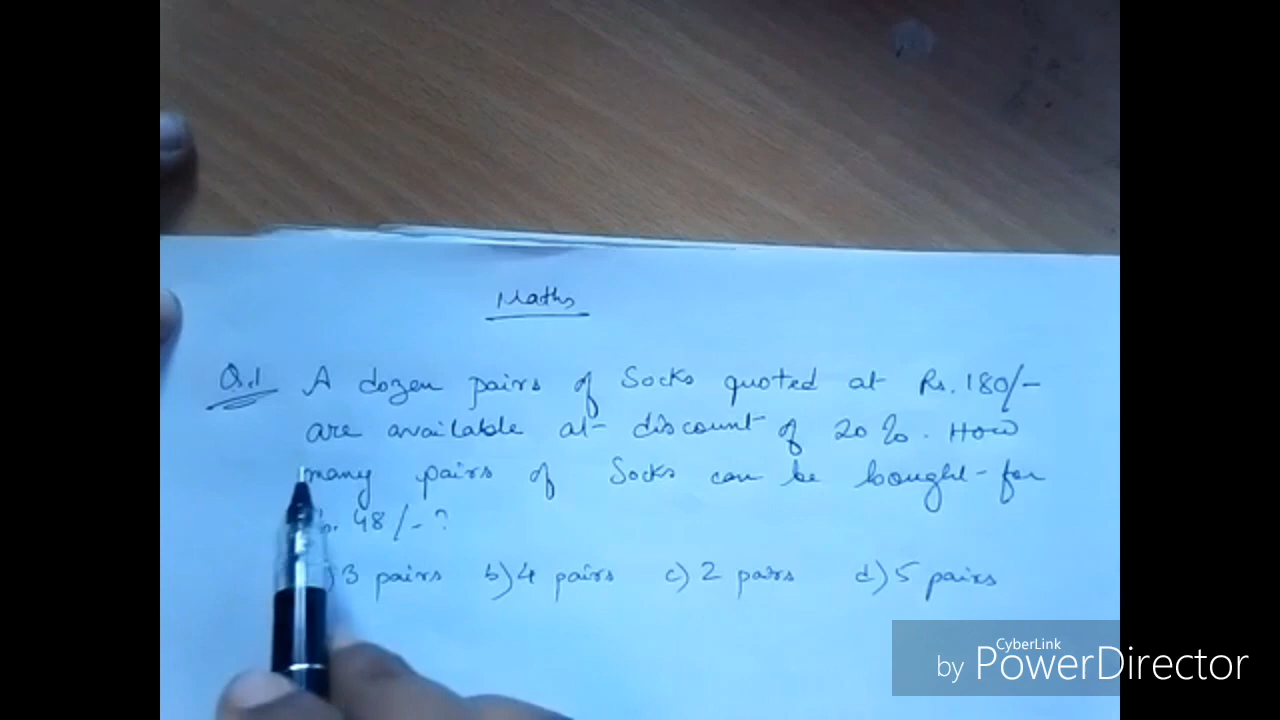 Maths
Q.1 A dozen pairs of Socks quoted at Rs. 180/-
are available at discount of 20%. How
many pairs of Socks can be bought for
48/-?
)3 pairs b)4 pairs c)2 pairs d)5 pairs
CyberLink
by PowerDirector